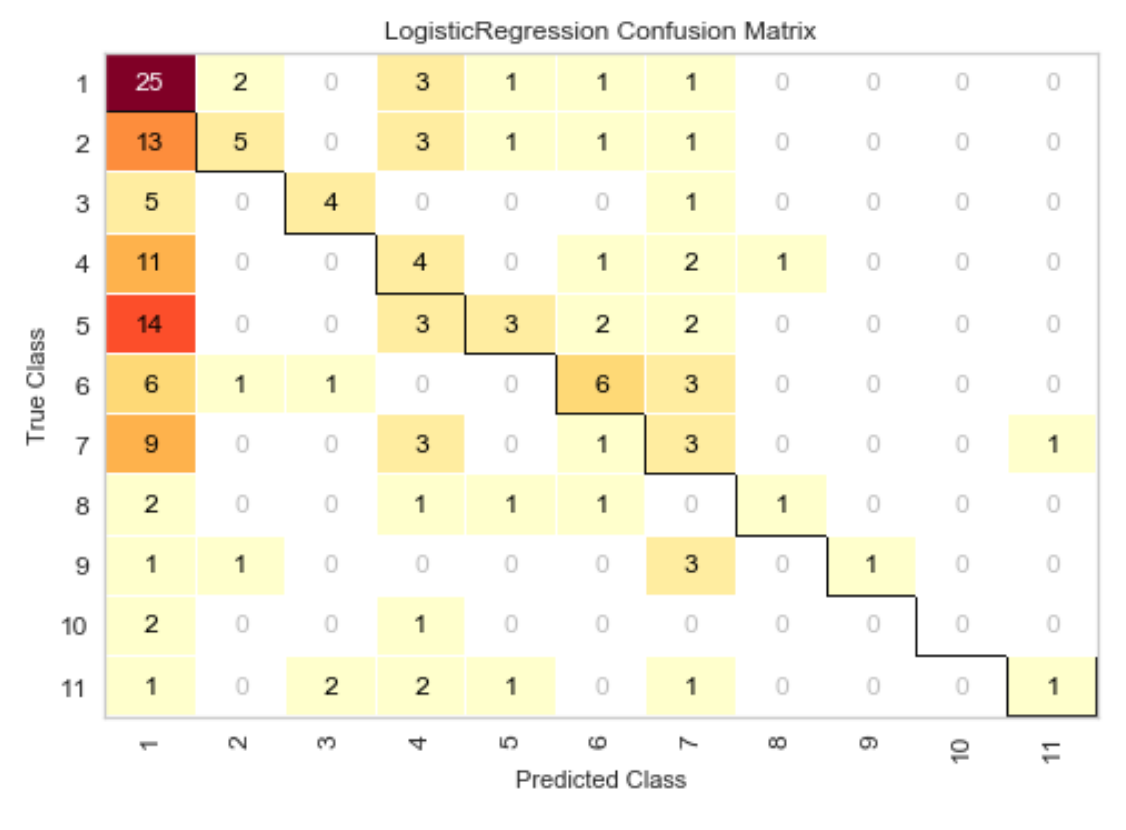 LogisticRegression Confusion Matrix
1 25 2 0 3 1 1 1 0 0 0 0
2 13 5 0 3 1 1 1 0 0 0 0
3 5 0 4 0 0 0 1 0 0 0 0
4 11 0 0 4 0 1 2 1 0 0 0
5 14 0 0 3 3 2 2 0 0 0 0
6 6 1 1 0 0 6 3 0 0 0 0
7 9 0 0 3 0 1 3 0 0 0 1
8 2 0 0 1 1 1 0 1 0 0 0
9 1 1 0 0 0 0 3 0 1 0 0
10 2 0 0 1 0 0 0 0 0 0 0
11 1 0 2 2 1 0 1 0 0 0 1
True Class
1 2 3 4 5 6 7 8 9 10 11
Predicted Class